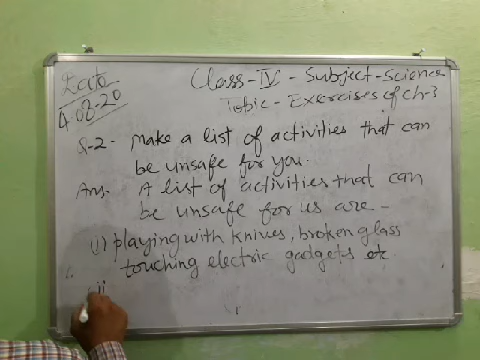 Date
4.08.20
Class-IV - Subject-Science
Topic - Exercises of ch-3
Q-2- Make a list of activities that can
be unsafe for you.
Ans. A list of activities that can
be unsafe for us are -
(i) playing with knives, broken glass
touching electric gadgets etc.
(ii